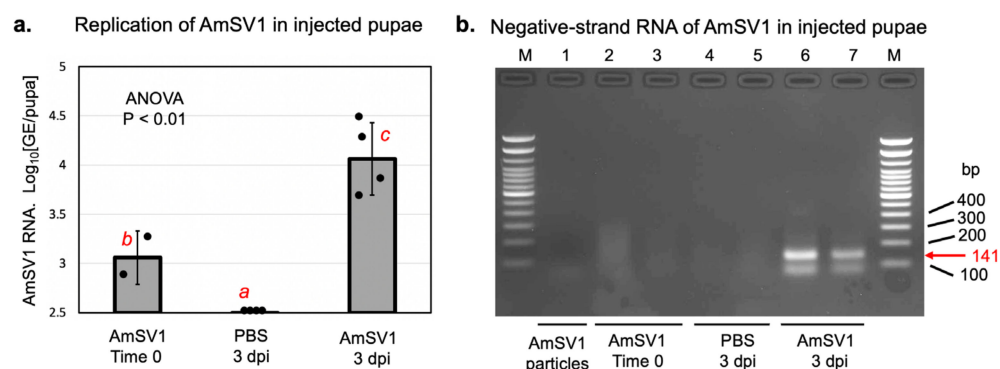 a. Replication of AmSV1 in injected pupae
AmSV1 RNA. Log10[GE/pupa]
5
4.5
4
3.5
3
2.5
ANOVA
P < 0.01
b
a
c
AmSV1
Time 0
PBS
3 dpi
AmSV1
3 dpi
b. Negative-strand RNA of AmSV1 in injected pupae
M 1 2 3 4 5 6 7 M
bp
400
300
200
141
100
AmSV1
particles
AmSV1
Time 0
PBS
3 dpi
AmSV1
3 dpi